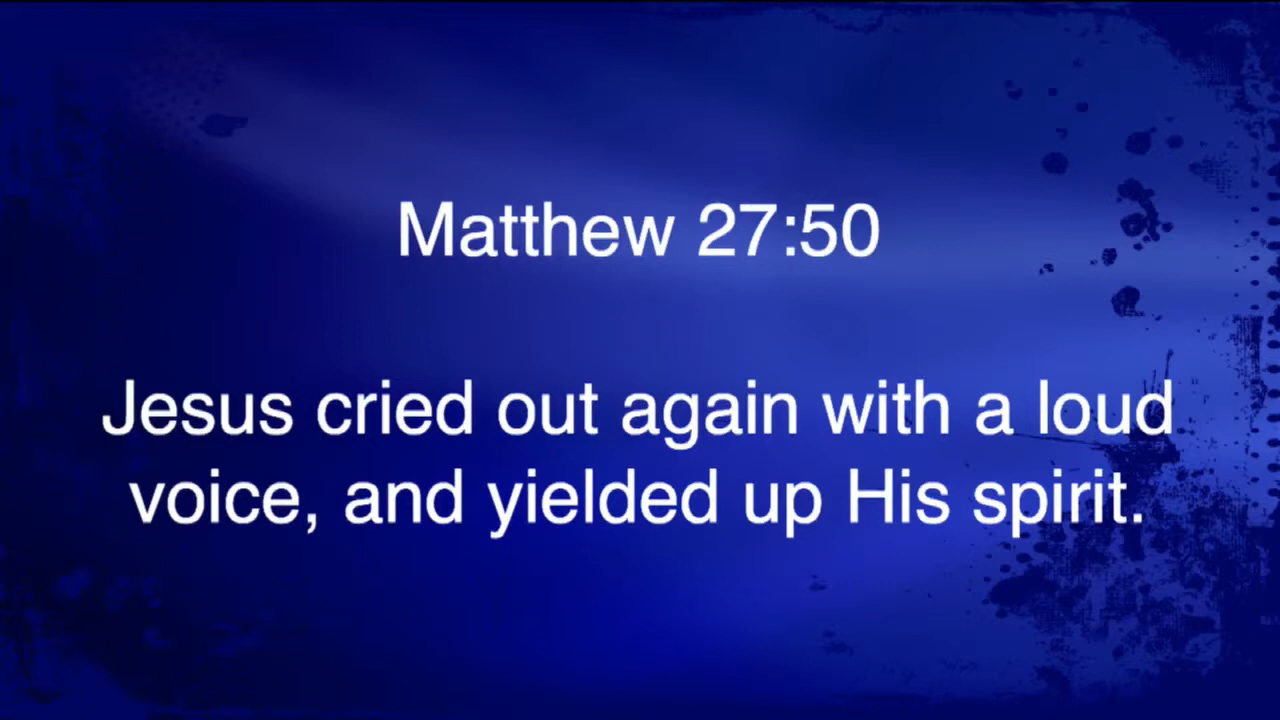 Matthew 27:50
Jesus cried out again with a loud
voice, and yielded up His spirit.